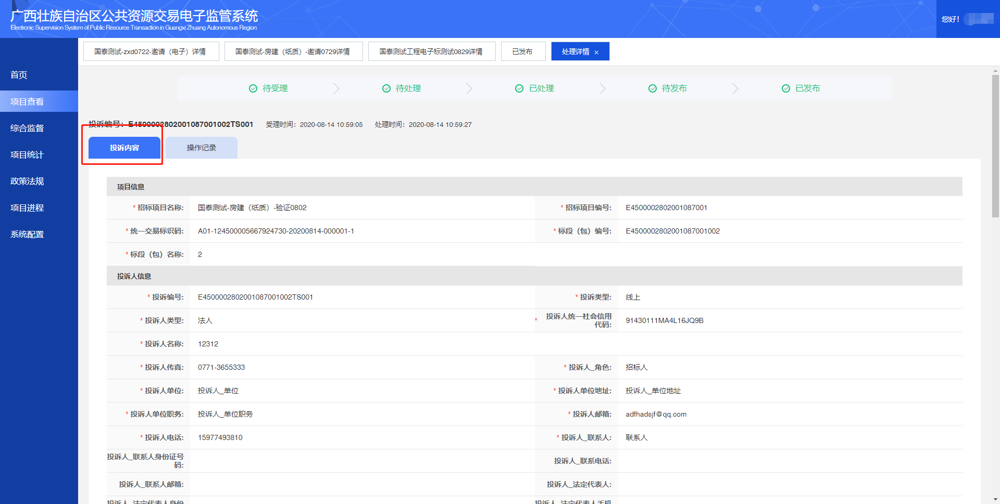 广西壮族自治区公共资源交易电子监管系统
Electronic Supervision System of Public Resource Transaction in Guangxi Zhuang Autonomous Region
您好!
国泰测试-zxd0722-邀请（电子）详情
国泰测试-房建（纸质）-邀请0729详情
国泰测试工程电子标测试0829详情
已发布
处理详情 ×
首页
项目查看
综合监督
项目统计
政策法规
项目进程
系统配置
待受理
待处理
已处理
待发布
已发布
投诉编号: E4500002802001087001002TS001 受理时间: 2020-08-14 10:59:05 处理时间: 2020-08-14 10:59:27
投诉内容
操作记录
项目信息
* 招标项目名称: 国泰测试-房建（纸质）-验证0802
* 招标项目编号: E4500002802001087001
* 统一交易标识码: A01-124500005667924730-20200814-000001-1
* 标段（包）编号: E4500002802001087001002
* 标段（包）名称: 2
投诉人信息
* 投诉编号: E4500002802001087001002TS001
* 投诉类型: 线上
* 投诉人类型: 法人
* 投诉人统一社会信用
代码: 91430111MA4L16JQ9B
* 投诉人名称: 12312
* 投诉人传真: 0771-3655333
* 投诉人_角色: 招标人
* 投诉人单位: 投诉人_单位
* 投诉人单位地址: 投诉人_单位地址
* 投诉人单位职务: 投诉人_单位职务
* 投诉人邮箱: adfhadsjf@qq.com
* 投诉人电话: 15977493810
* 投诉人_联系人: 联系人
投诉人_联系人身份证号
码:
投诉人_联系电话:
投诉人_联系人邮箱:
投诉人_法定代表人:
投诉人_法定代表人身份
投诉人_法定代表人手机